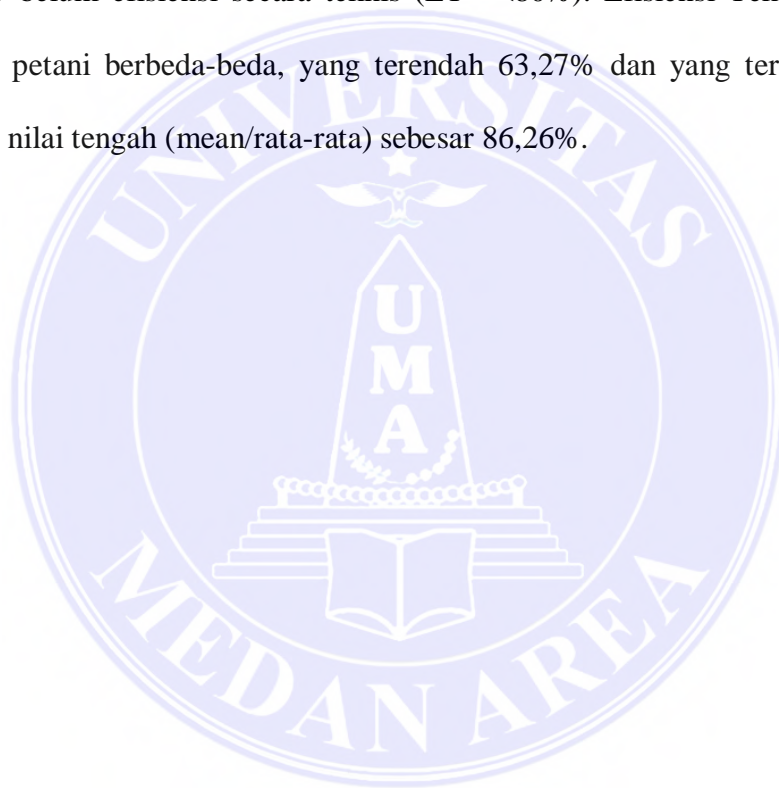 petani berbeda-beda, yang terendah 63,27% dan yang ter
nilai tengah (mean/rata-rata) sebesar 86,26%.
UNIVERSITAS
UMA
MEDAN AREA